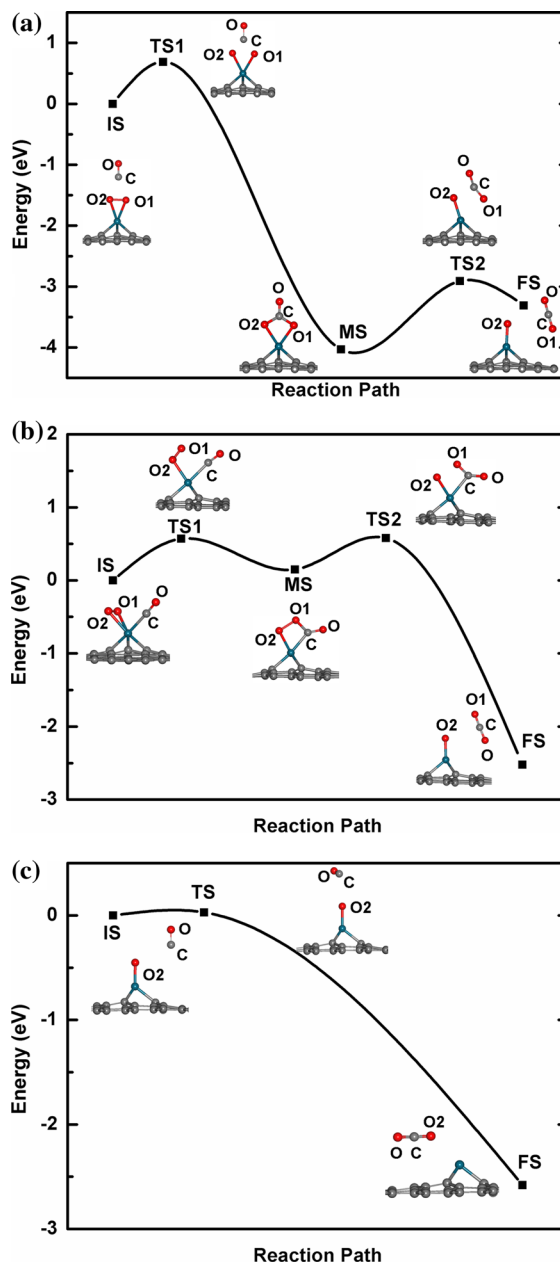 (a)
Energy (eV)
1
0
-1
-2
-3
-4
IS
TS1
O
C
O2
O1
O
C
O2
O1
O
C
O2
O1
MS
O
C
O2
O1
TS2
FS
O
C
O2
O1
Reaction Path
(b)
Energy (eV)
2
1
0
-1
-2
-3
O1
O2
C
O
TS1
IS
O1
O2
C
O
MS
O1
O2
C
O
O1
O2
C
O
TS2
O1
O2
C
O
FS
Reaction Path
(c)
Energy (eV)
0
-1
-2
-3
IS
TS
O
C
O2
O
C
O2
O2
O
C
FS
Reaction Path